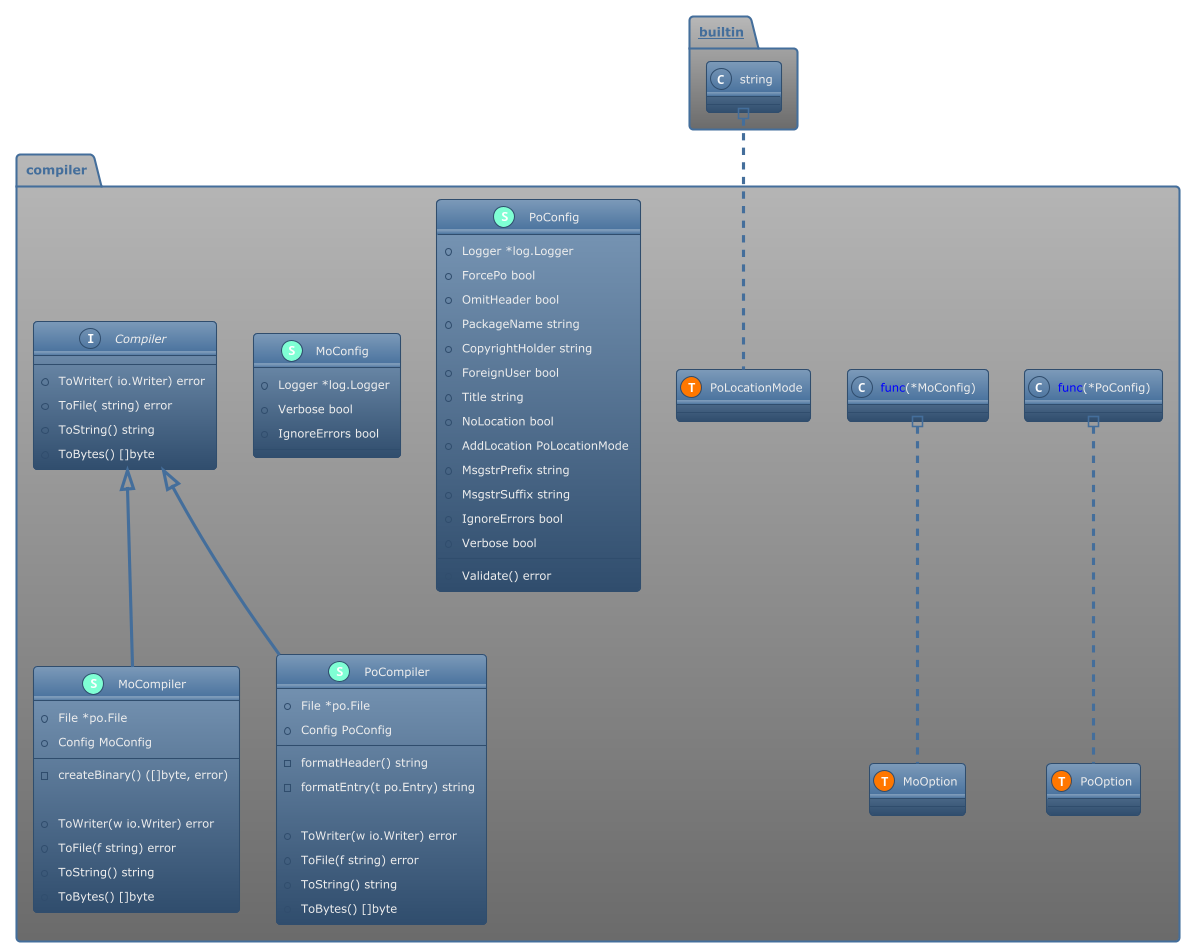 builtin
C string
compiler
S PoConfig
Logger *log.Logger
ForcePo bool
OmitHeader bool
PackageName string
CopyrightHolder string
ForeignUser bool
Title string
NoLocation bool
AddLocation PoLocationMode
MsgstrPrefix string
MsgstrSuffix string
IgnoreErrors bool
Verbose bool
Validate() error
I Compiler
ToWriter( io.Writer) error
ToFile( string) error
ToString() string
ToBytes() []byte
S MoConfig
Logger *log.Logger
Verbose bool
IgnoreErrors bool
T PoLocationMode
C func(*MoConfig)
C func(*PoConfig)
S MoCompiler
File *po.File
Config MoConfig
createBinary() ([]byte, error)
ToWriter(w io.Writer) error
ToFile(f string) error
ToString() string
ToBytes() []byte
S PoCompiler
File *po.File
Config PoConfig
formatHeader() string
formatEntry(t po.Entry) string
ToWriter(w io.Writer) error
ToFile(f string) error
ToString() string
ToBytes() []byte
T MoOption
T PoOption